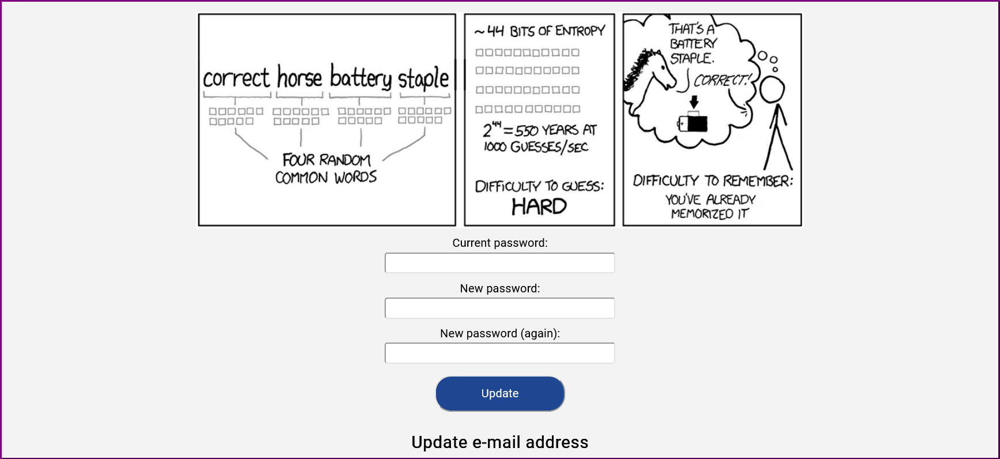 correct horse battery staple
FOUR RANDOM
COMMON WORDS
~44 BITS OF ENTROPY
2⁴⁴=550 YEARS AT
1000 GUESSES/SEC
DIFFICULTY TO GUESS:
HARD
THAT'S A
BATTERY
STAPLE.
CORRECT!
DIFFICULTY TO REMEMBER:
YOU'VE ALREADY
MEMORIZED IT
Current password:
New password:
New password (again):
Update
Update e-mail address